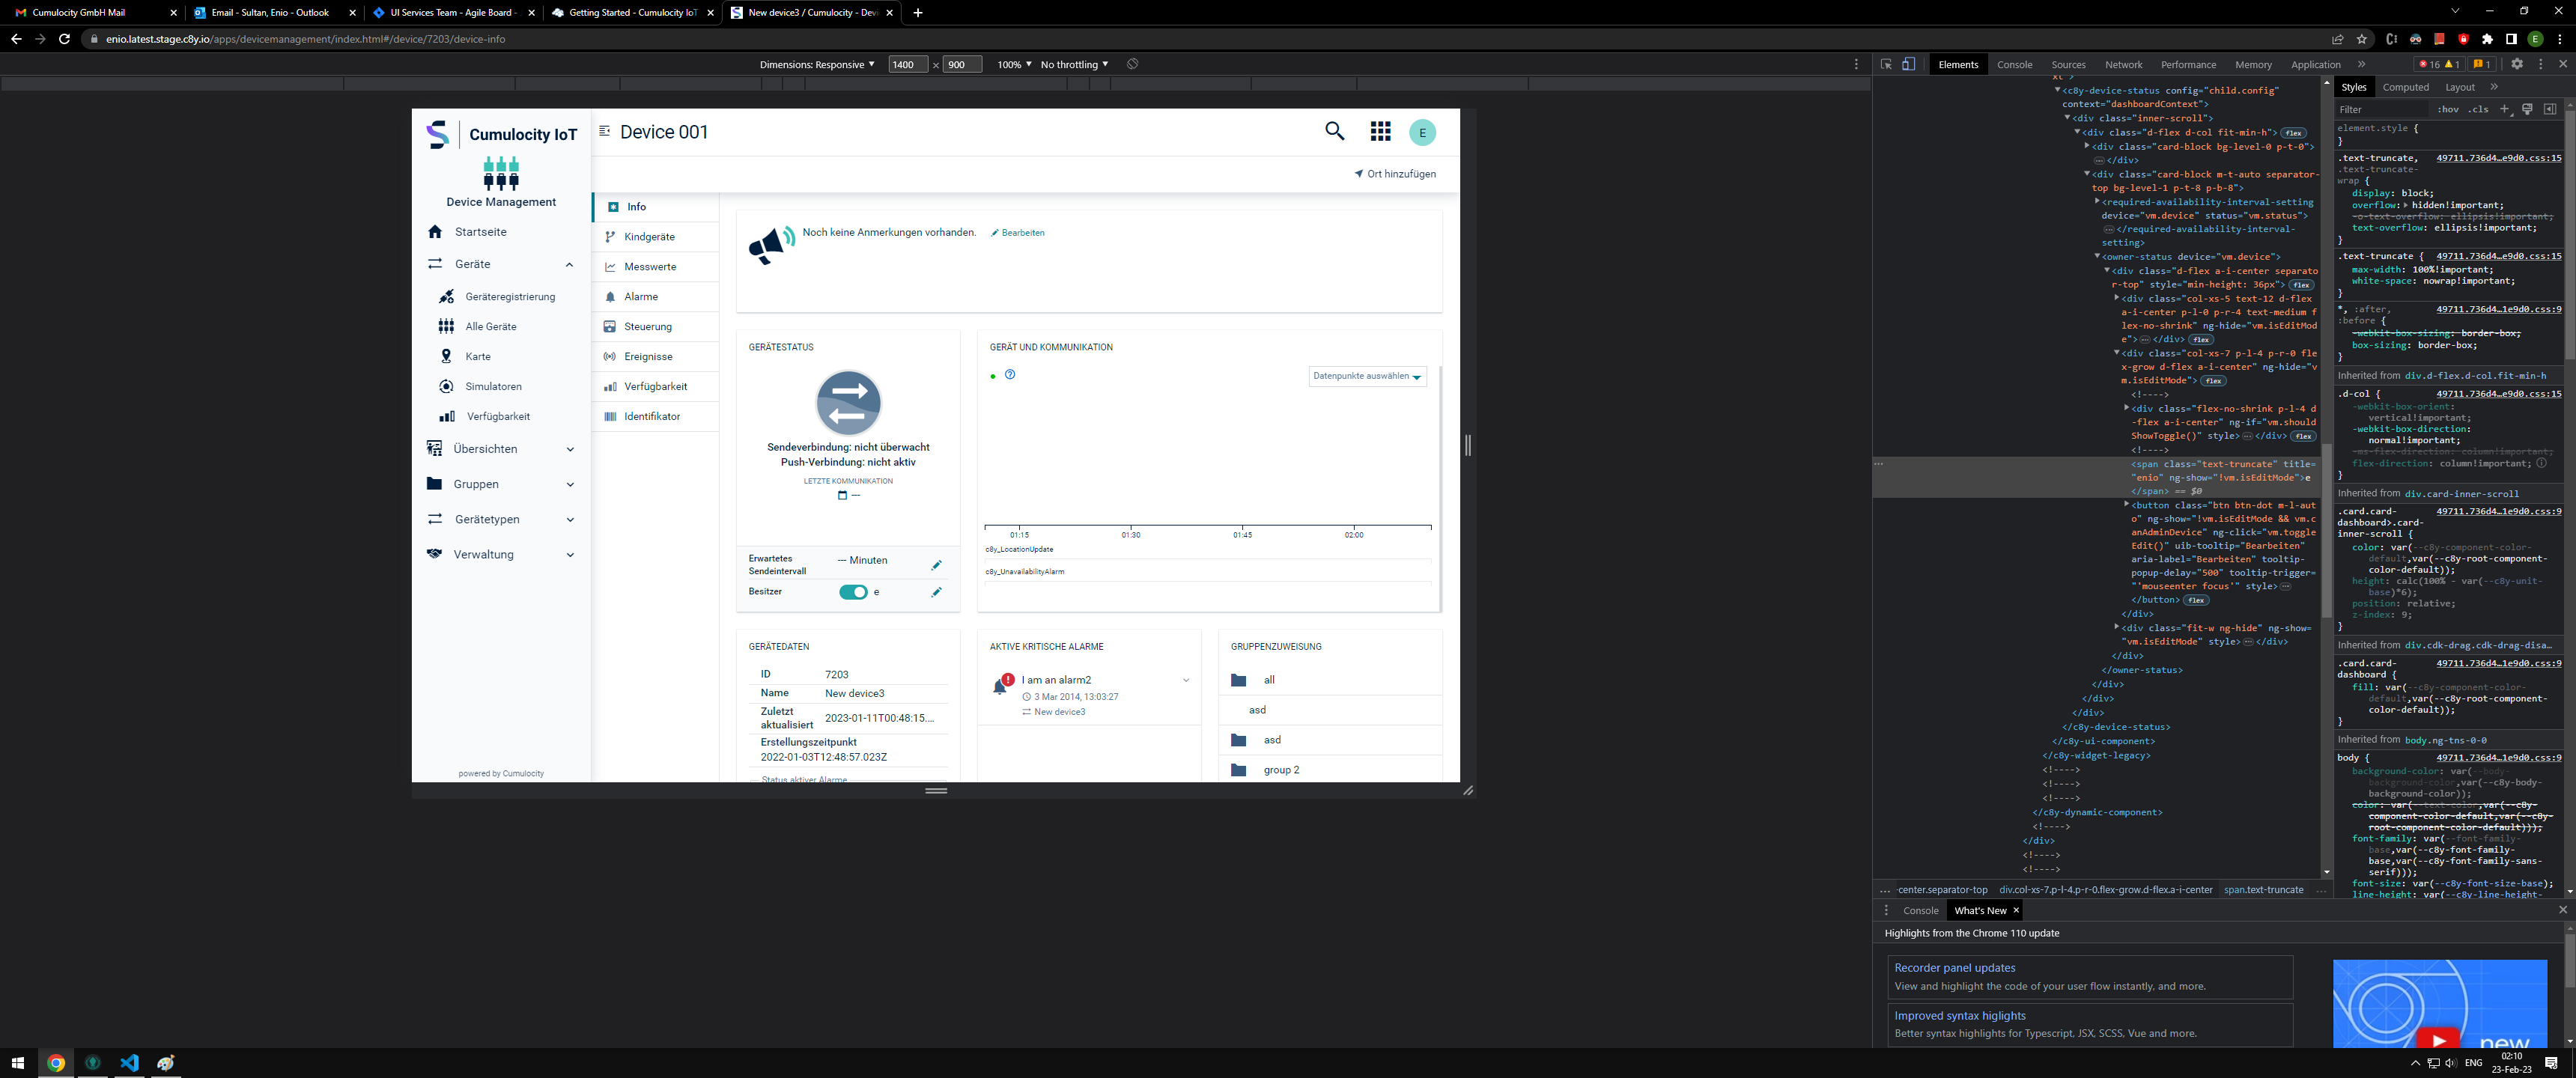 Cumulocity GmbH Mail
Email - Sultan, Enio - Outlook
UI Services Team - Agile Board -
Getting Started - Cumulocity IoT
New device3 / Cumulocity - Devi
enio.latest.stage.c8y.io/apps/devicemanagement/index.html#/device/7203/device-info
E
Dimensions: Responsive
1400 × 900
100%
No throttling
Cumulocity IoT
Device Management
Startseite
Geräte
Geräteregistrierung
Alle Geräte
Karte
Simulatoren
Verfügbarkeit
Übersichten
Gruppen
Gerätetypen
Verwaltung
powered by Cumulocity
Device 001
E
Ort hinzufügen
Info
Kindgeräte
Messwerte
Alarme
Steuerung
Ereignisse
Verfügbarkeit
Identifikator
Noch keine Anmerkungen vorhanden.
Bearbeiten
GERÄTESTATUS
Sendeverbindung: nicht überwacht
Push-Verbindung: nicht aktiv
LETZTE KOMMUNIKATION
---
Erwartetes
Sendeintervall
--- Minuten
Besitzer
e
GERÄT UND KOMMUNIKATION
Datenpunkte auswählen
01:15 01:30 01:45 02:00
c8y_LocationUpdate
c8y_UnavailabilityAlarm
GERÄTEDATEN
ID 7203
Name New device3
Zuletzt
aktualisiert 2023-01-11T00:48:15....
Erstellungszeitpunkt
2022-01-03T12:48:57.023Z
Status aktiver Alarme
AKTIVE KRITISCHE ALARME
I am an alarm2
3 Mar 2014, 13:03:27
New device3
GRUPPENZUWEISUNG
all
asd
asd
group 2
Elements Console Sources Network Performance Memory Application
16 1 1
xt">
<c8y-device-status config="child.config"
context="dashboardContext">
<div class="inner-scroll">
<div class="d-flex d-col fit-min-h"> flex
<div class="card-block bg-level-0 p-t-0">
</div>
<div class="card-block m-t-auto separator-
top bg-level-1 p-t-8 p-b-8">
<required-availability-interval-setting
device="vm.device" status="vm.status">
</required-availability-interval-
setting>
<owner-status device="vm.device">
<div class="d-flex a-i-center separato
r-top" style="min-height: 36px"> flex
<div class="col-xs-5 text-12 d-flex
a-i-center p-l-0 p-r-4 text-medium f
lex-no-shrink" ng-hide="vm.isEditMod
e"> </div> flex
<div class="col-xs-7 p-l-4 p-r-0 fle
x-grow d-flex a-i-center" ng-hide="v
m.isEditMode"> flex
<!---->
<div class="flex-no-shrink p-l-4 d
-flex a-i-center" ng-if="vm.should
ShowToggle()" style> </div> flex
<!---->
<span class="text-truncate" title=
"enio" ng-show="!vm.isEditMode">e
</span> == $0
<button class="btn btn-dot m-l-aut
o" ng-show="!vm.isEditMode && vm.c
anAdminDevice" ng-click="vm.toggle
Edit()" uib-tooltip="Bearbeiten"
aria-label="Bearbeiten" tooltip-
popup-delay="500" tooltip-trigger=
"'mouseenter focus'" style>
</button> flex
</div>
<div class="fit-w ng-hide" ng-show=
"vm.isEditMode" style> </div>
</div>
</owner-status>
</div>
</div>
</div>
</c8y-device-status>
</c8y-ui-component>
</c8y-widget-legacy>
<!---->
<!---->
<!---->
</c8y-dynamic-component>
<!---->
</div>
<!---->
<!---->
... -center.separator-top div.col-xs-7.p-l-4.p-r-0.flex-grow.d-flex.a-i-center span.text-truncate ...
Styles Computed Layout
Filter :hov .cls
element.style {
}
.text-truncate, 49711.736d4…e9d0.css:15
.text-truncate-
wrap {
display: block;
overflow: hidden!important;
-o-text-overflow: ellipsis!important;
text-overflow: ellipsis!important;
}
.text-truncate { 49711.736d4…e9d0.css:15
max-width: 100%!important;
white-space: nowrap!important;
}
*, :after, 49711.736d4…1e9d0.css:9
:before {
-webkit-box-sizing: border-box;
box-sizing: border-box;
}
Inherited from div.d-flex.d-col.fit-min-h
.d-col { 49711.736d4…e9d0.css:15
-webkit-box-orient:
vertical!important;
-webkit-box-direction:
normal!important;
-ms-flex-direction: column!important;
flex-direction: column!important;
}
Inherited from div.card-inner-scroll
.card.card- 49711.736d4…1e9d0.css:9
dashboard>.card-
inner-scroll {
color: var(--c8y-component-color-
default,var(--c8y-root-component-
color-default));
height: calc(100% - var(--c8y-unit-
base)*6);
position: relative;
z-index: 9;
}
Inherited from div.cdk-drag.cdk-drag-disa…
.card.card- 49711.736d4…1e9d0.css:9
dashboard {
fill: var(--c8y-component-color-
default,var(--c8y-root-component-
color-default));
}
Inherited from body.ng-tns-0-0
body { 49711.736d4…1e9d0.css:9
background-color: var(--body-
background-color,var(--c8y-body-
background-color));
color: var(--text-color,var(--c8y-
component-color-default,var(--c8y-
root-component-color-default)));
font-family: var(--font-family-
base,var(--c8y-font-family-
base,var(--c8y-font-family-sans-
serif)));
font-size: var(--c8y-font-size-base);
line-height: var(--c8y-line-height-
Console What's New
Highlights from the Chrome 110 update
Recorder panel updates
View and highlight the code of your user flow instantly, and more.
Improved syntax higlights
Better syntax highlights for Typescript, JSX, SCSS, Vue and more.
new
ENG
02:10
23-Feb-23